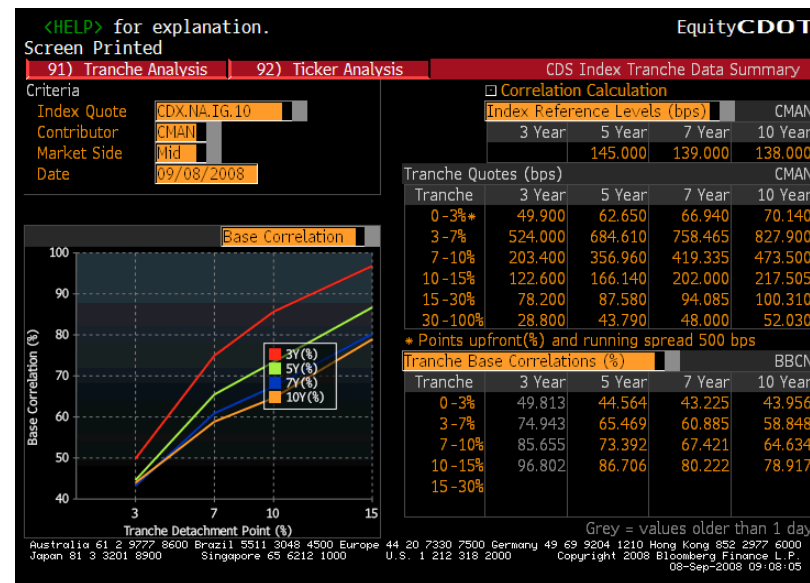 <HELP> for explanation. EquityCDOT
Screen Printed
91) Tranche Analysis 92) Ticker Analysis CDS Index Tranche Data Summary
Criteria
Index Quote CDX.NA.IG.10
Contributor CMAN
Market Side Mid
Date 09/08/2008
Correlation Calculation
Index Reference Levels (bps) CMAN
3 Year 5 Year 7 Year 10 Year
145.000 139.000 138.000
Tranche Quotes (bps) CMAN
Tranche 3 Year 5 Year 7 Year 10 Year
0-3%* 49.900 62.650 66.940 70.140
3-7% 524.000 684.610 758.465 827.900
7-10% 203.400 356.960 419.335 473.500
10-15% 122.600 166.140 202.000 217.505
15-30% 78.200 87.580 94.085 100.310
30-100% 28.800 43.790 48.000 52.030
* Points upfront(%) and running spread 500 bps
Tranche Base Correlations (%) BBCN
Tranche 3 Year 5 Year 7 Year 10 Year
0-3% 49.813 44.564 43.225 43.956
3-7% 74.943 65.469 60.885 58.848
7-10% 85.655 73.392 67.421 64.634
10-15% 96.802 86.706 80.222 78.917
15-30%
Grey = values older than 1 day
Base Correlation
100
90
80
70
60
50
40
Base Correlation (%)
3Y(%)
5Y(%)
7Y(%)
10Y(%)
3 7 10 15
Tranche Detachment Point (%)
Australia 61 2 9777 8600 Brazil 5511 3048 4500 Europe 44 20 7330 7500 Germany 49 69 9204 1210 Hong Kong 852 2977 6000
Japan 81 3 3201 8900 Singapore 65 6212 1000 U.S. 1 212 318 2000 Copyright 2008 Bloomberg Finance L.P.
08-Sep-2008 09:08:05